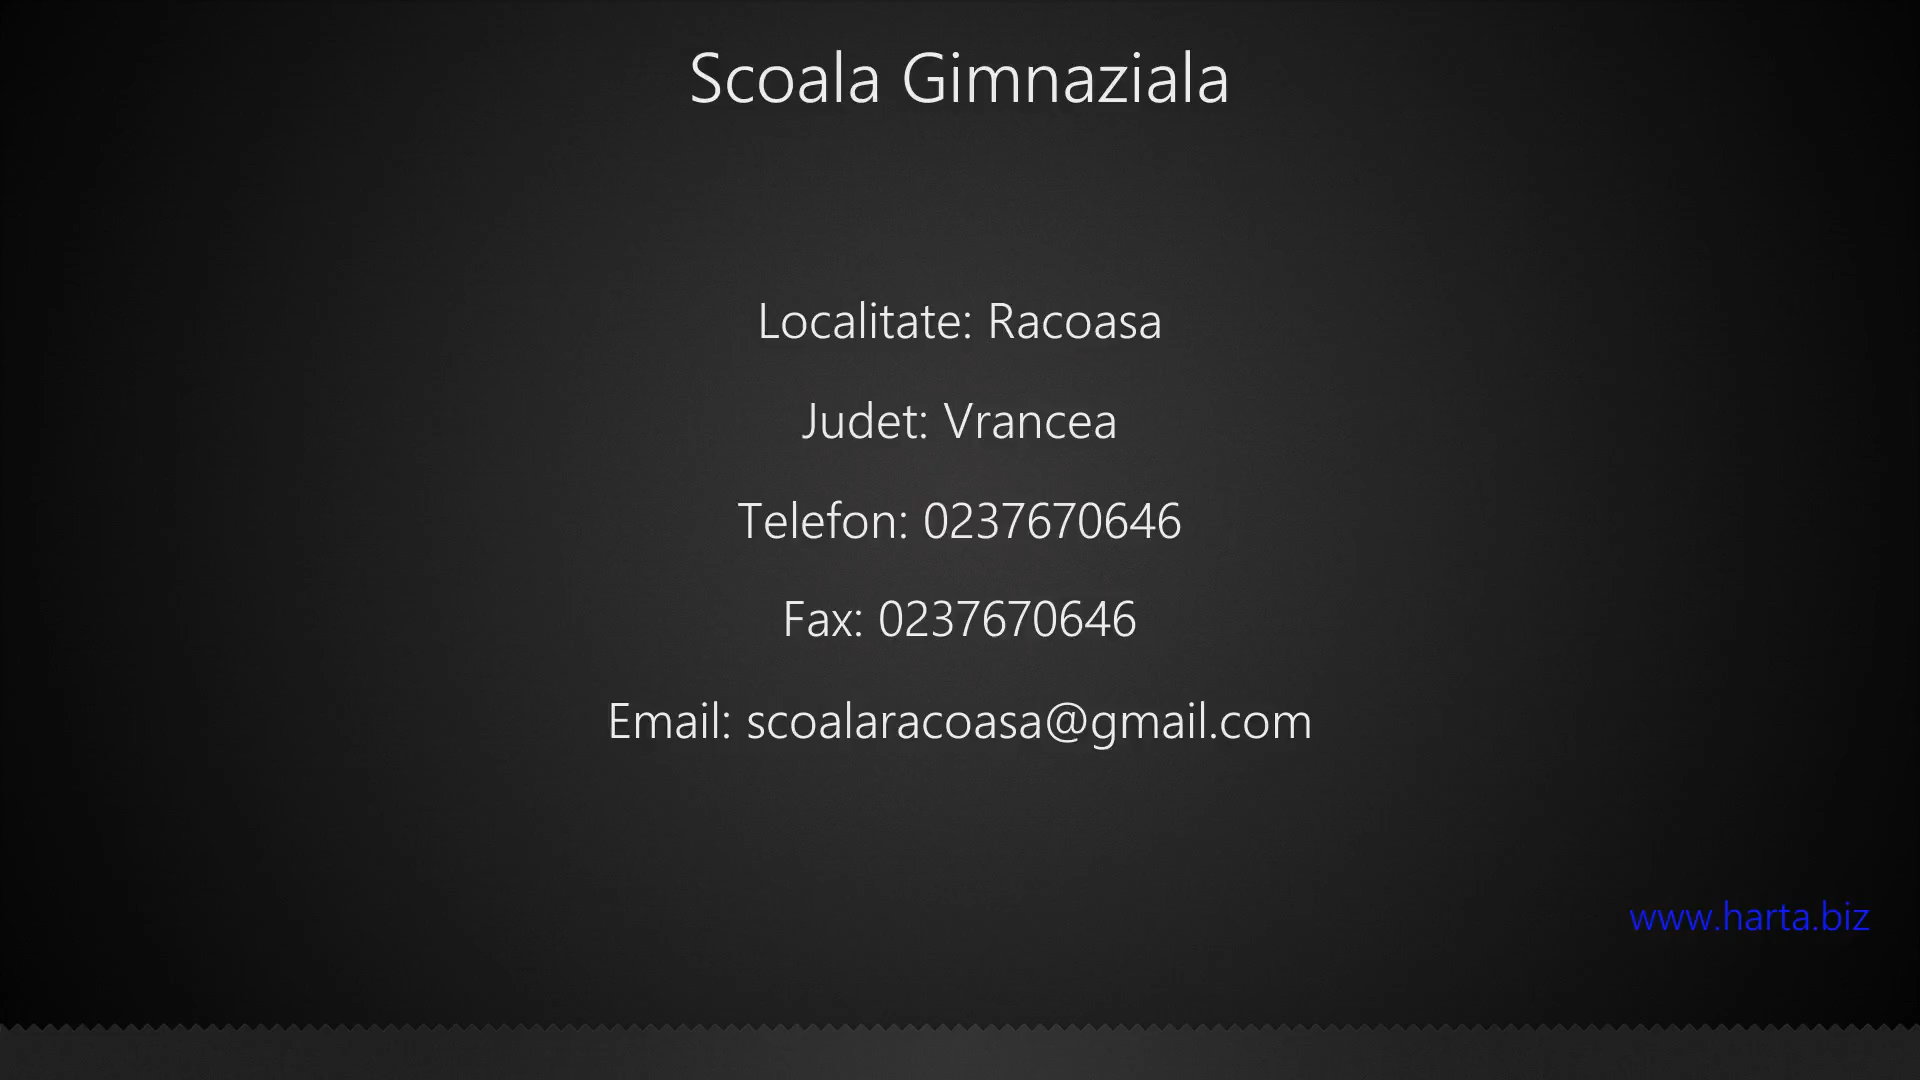 Scoala Gimnaziala
Localitate: Racoasa
Judet: Vrancea
Telefon: 0237670646
Fax: 0237670646
Email: scoalaracoasa@gmail.com
www.harta.biz